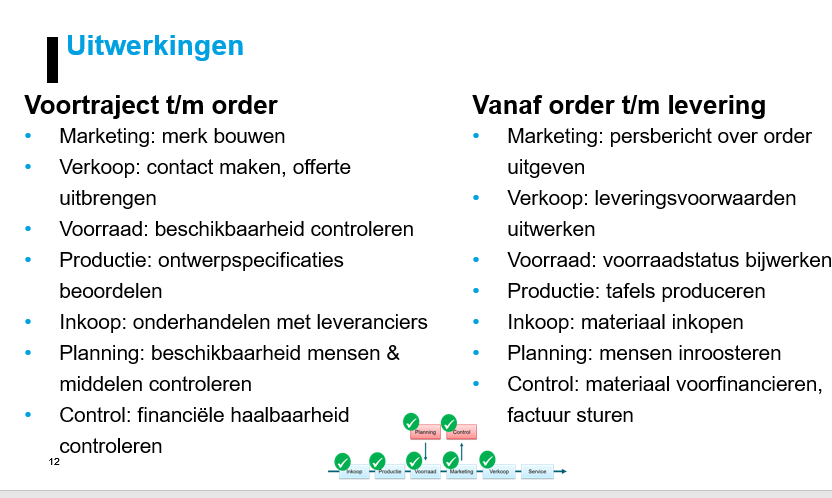 Uitwerkingen
Voortraject t/m order
• Marketing: merk bouwen
• Verkoop: contact maken, offerte
uitbrengen
• Voorraad: beschikbaarheid controleren
• Productie: ontwerpspecificaties
beoordelen
• Inkoop: onderhandelen met leveranciers
• Planning: beschikbaarheid mensen &
middelen controleren
• Control: financiële haalbaarheid
controleren
Vanaf order t/m levering
• Marketing: persbericht over order
uitgeven
• Verkoop: leveringsvoorwaarden
uitwerken
• Voorraad: voorraadstatus bijwerken
• Productie: tafels produceren
• Inkoop: materiaal inkopen
• Planning: mensen inroosteren
• Control: materiaal voorfinancieren,
factuur sturen
Planning Control
Inkoop Productie Voorraad Marketing Verkoop Service
12